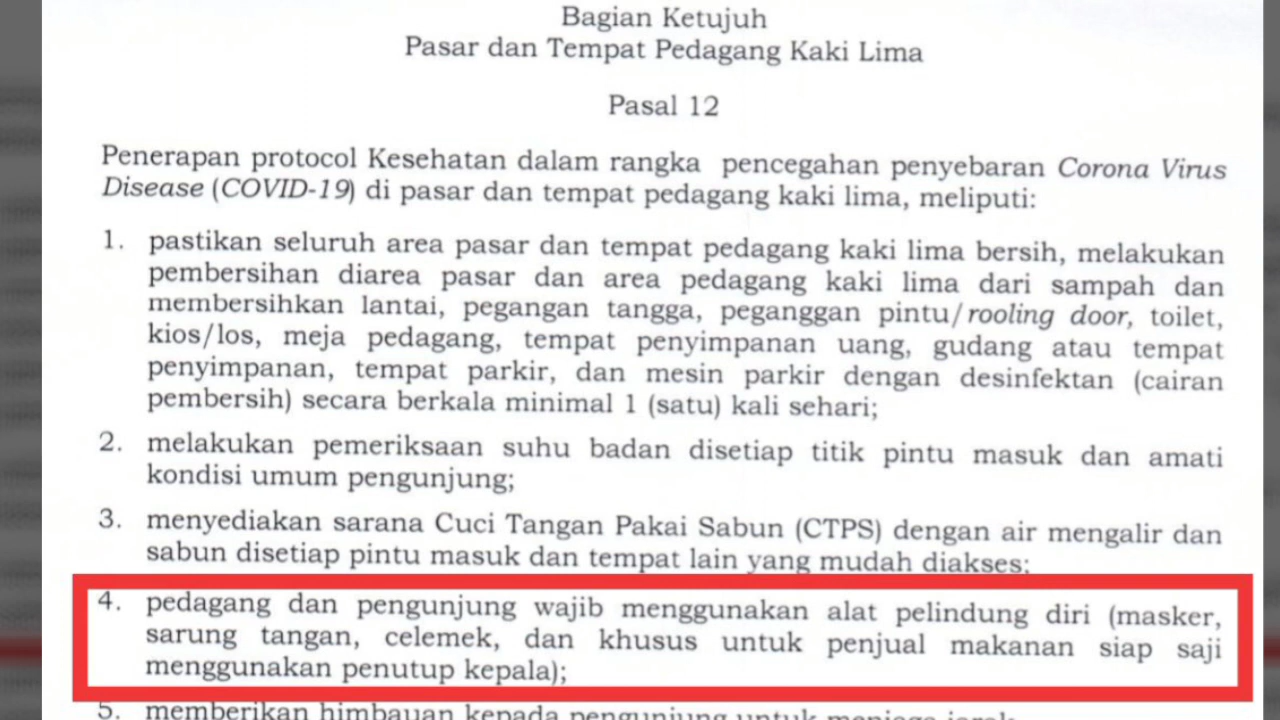 Bagian Ketujuh
Pasar dan Tempat Pedagang Kaki Lima
Pasal 12
Penerapan protocol Kesehatan dalam rangka pencegahan penyebaran Corona Virus
Disease (COVID-19) di pasar dan tempat pedagang kaki lima, meliputi:
1. pastikan seluruh area pasar dan tempat pedagang kaki lima bersih, melakukan
pembersihan diarea pasar dan area pedagang kaki lima dari sampah dan
membersihkan lantai, pegangan tangga, peganggan pintu/rooling door, toilet,
kios/los, meja pedagang, tempat penyimpanan uang, gudang atau tempat
penyimpanan, tempat parkir, dan mesin parkir dengan desinfektan (cairan
pembersih) secara berkala minimal 1 (satu) kali sehari;
2. melakukan pemeriksaan suhu badan disetiap titik pintu masuk dan amati
kondisi umum pengunjung;
3. menyediakan sarana Cuci Tangan Pakai Sabun (CTPS) dengan air mengalir dan
sabun disetiap pintu masuk dan tempat lain yang mudah diakses;
4. pedagang dan pengunjung wajib menggunakan alat pelindung diri (masker,
sarung tangan, celemek, dan khusus untuk penjual makanan siap saji
menggunakan penutup kepala);
5. memberikan himbauan kepada pengunjung untuk menjaga jarak